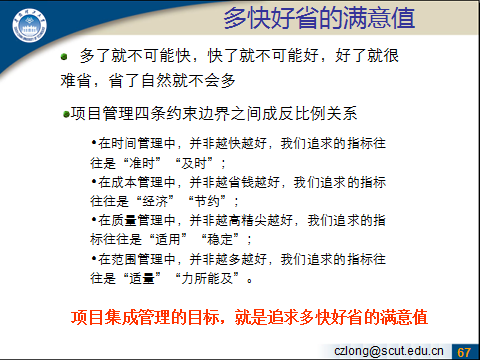 多快好省的满意值
多了就不可能快，快了就不可能好，好了就很
难省，省了自然就不会多
项目管理四条约束边界之间成反比例关系
•在时间管理中，并非越快越好，我们追求的指标往
往是“准时”“及时”；
•在成本管理中，并非越省钱越好，我们追求的指标
往往是“经济”“节约”；
•在质量管理中，并非越高精尖越好，我们追求的指
标往往是“适用”“稳定”；
•在范围管理中，并非越多越好，我们追求的指标往
往是“适量”“力所能及”。
项目集成管理的目标，就是追求多快好省的满意值
czlong@scut.edu.cn 67